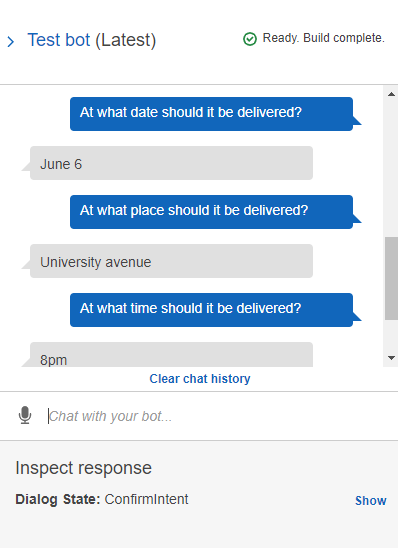 Test bot (Latest)
Ready. Build complete.
At what date should it be delivered?
June 6
At what place should it be delivered?
University avenue
At what time should it be delivered?
8pm
Clear chat history
Chat with your bot...
Inspect response
Dialog State: ConfirmIntent
Show